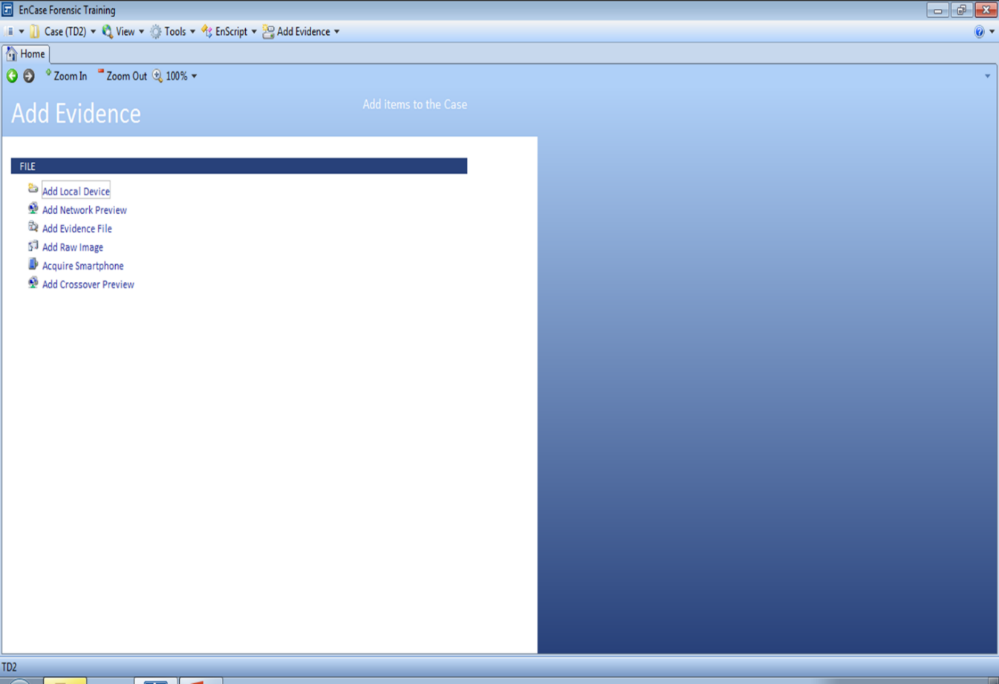 EnCase Forensic Training
Case (TD2) View Tools EnScript Add Evidence
Home
Zoom In Zoom Out 100%
Add Evidence
Add items to the Case
FILE
Add Local Device
Add Network Preview
Add Evidence File
Add Raw Image
Acquire Smartphone
Add Crossover Preview
TD2